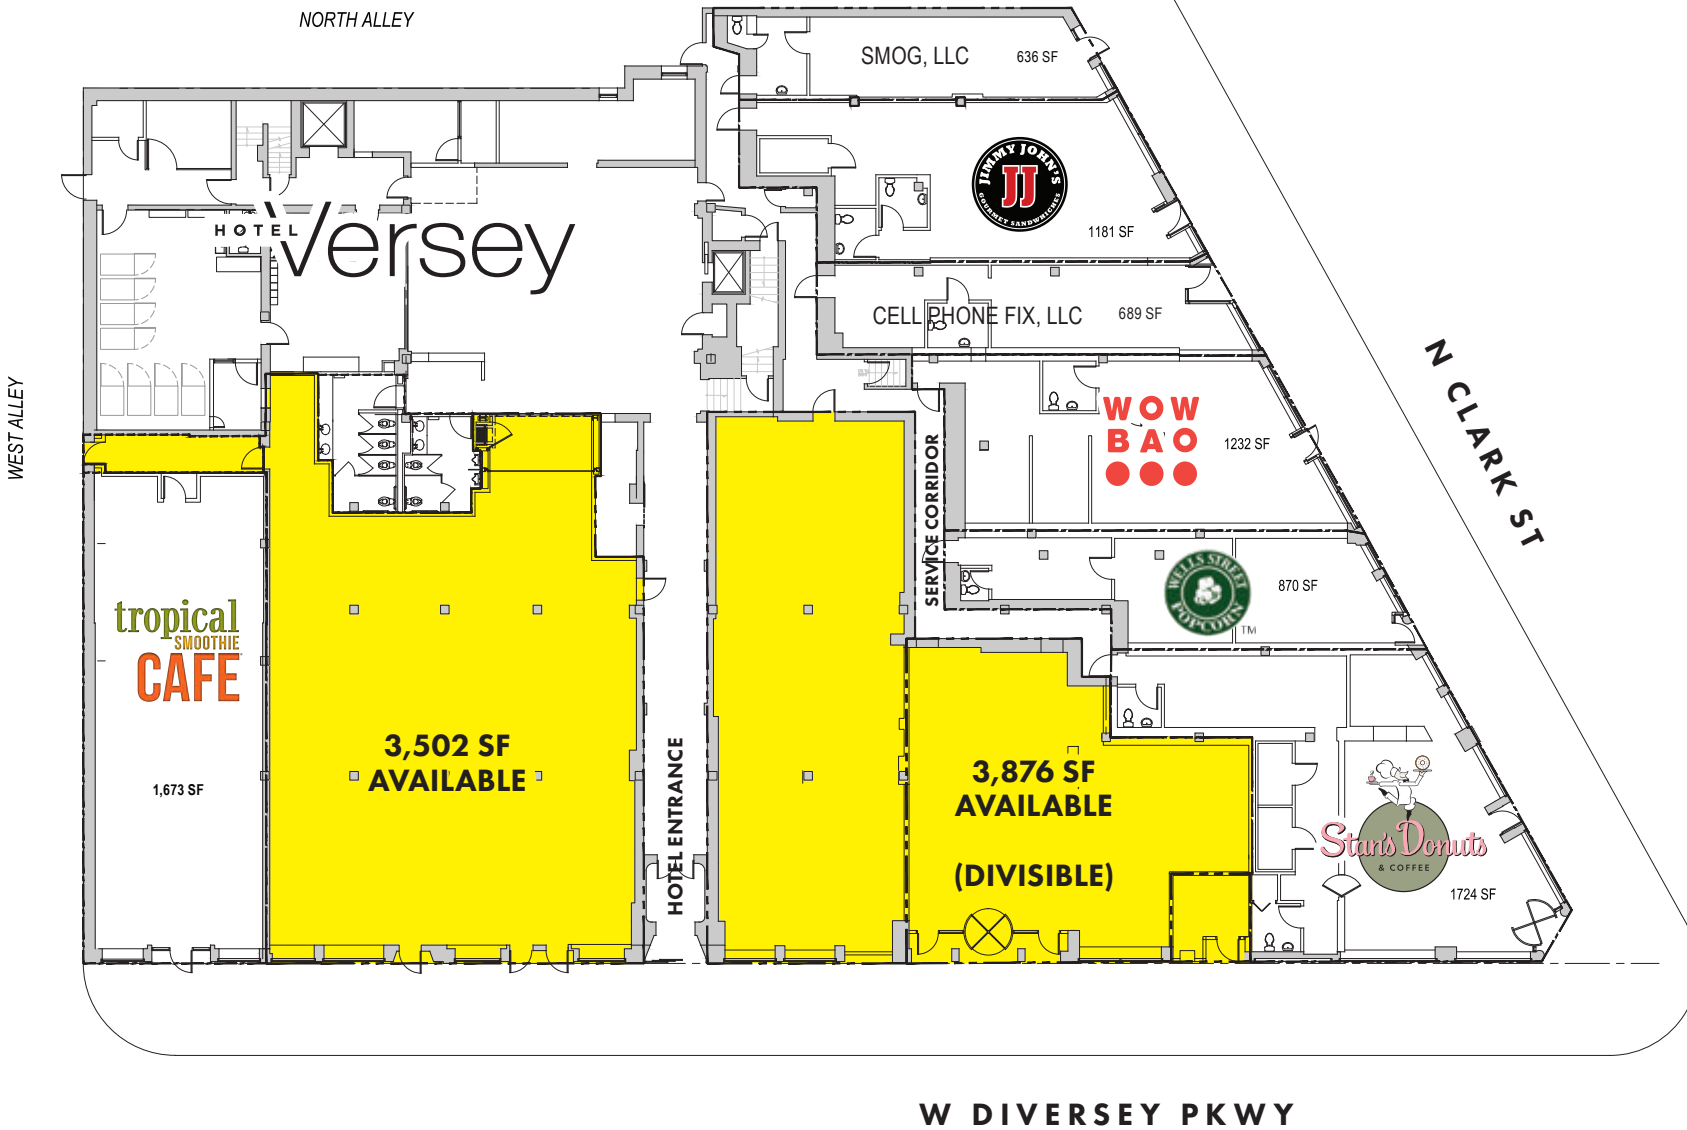 NORTH ALLEY
SMOG, LLC
636 SF
JIMMY JOHN'S
JJ
GOURMET SANDWICHES
1181 SF
HOTEL
Versey
CELL PHONE FIX, LLC
689 SF
WEST ALLEY
N CLARK ST
WOW
BAO
1232 SF
SERVICE CORRIDOR
WELLS STREET
POPCORN
TM
870 SF
tropical
SMOOTHIE
CAFE
1,673 SF
3,502 SF
AVAILABLE
HOTEL ENTRANCE
3,876 SF
AVAILABLE
(DIVISIBLE)
Stan's Donuts
& COFFEE
1724 SF
W DIVERSEY PKWY